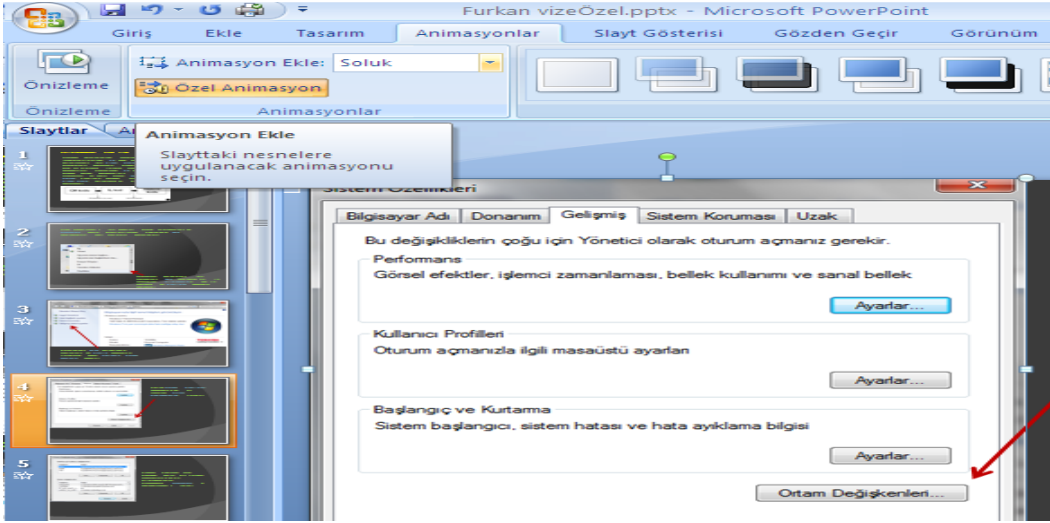 Furkan vizeÖzel.pptx - Microsoft PowerPoint
Giriş Ekle Tasarım Animasyonlar Slayt Gösterisi Gözden Geçir Görünüm
Animasyon Ekle: Soluk
Önizleme
Özel Animasyon
Önizleme Animasyonlar
Slaytlar
Animasyon Ekle
Slayttaki nesnelere
uygulanacak animasyonu
seçin.
1
2
3
4
5
Sistem Özellikleri
Bilgisayar Adı Donanım Gelişmiş Sistem Koruması Uzak
Bu değişikliklerin çoğu için Yönetici olarak oturum açmanız gerekir.
Performans
Görsel efektler, işlemci zamanlaması, bellek kullanımı ve sanal bellek
Ayarlar...
Kullanıcı Profilleri
Oturum açmanızla ilgili masaüstü ayarları
Ayarlar...
Başlangıç ve Kurtarma
Sistem başlangıcı, sistem hatası ve hata ayıklama bilgisi
Ayarlar...
Ortam Değişkenleri...